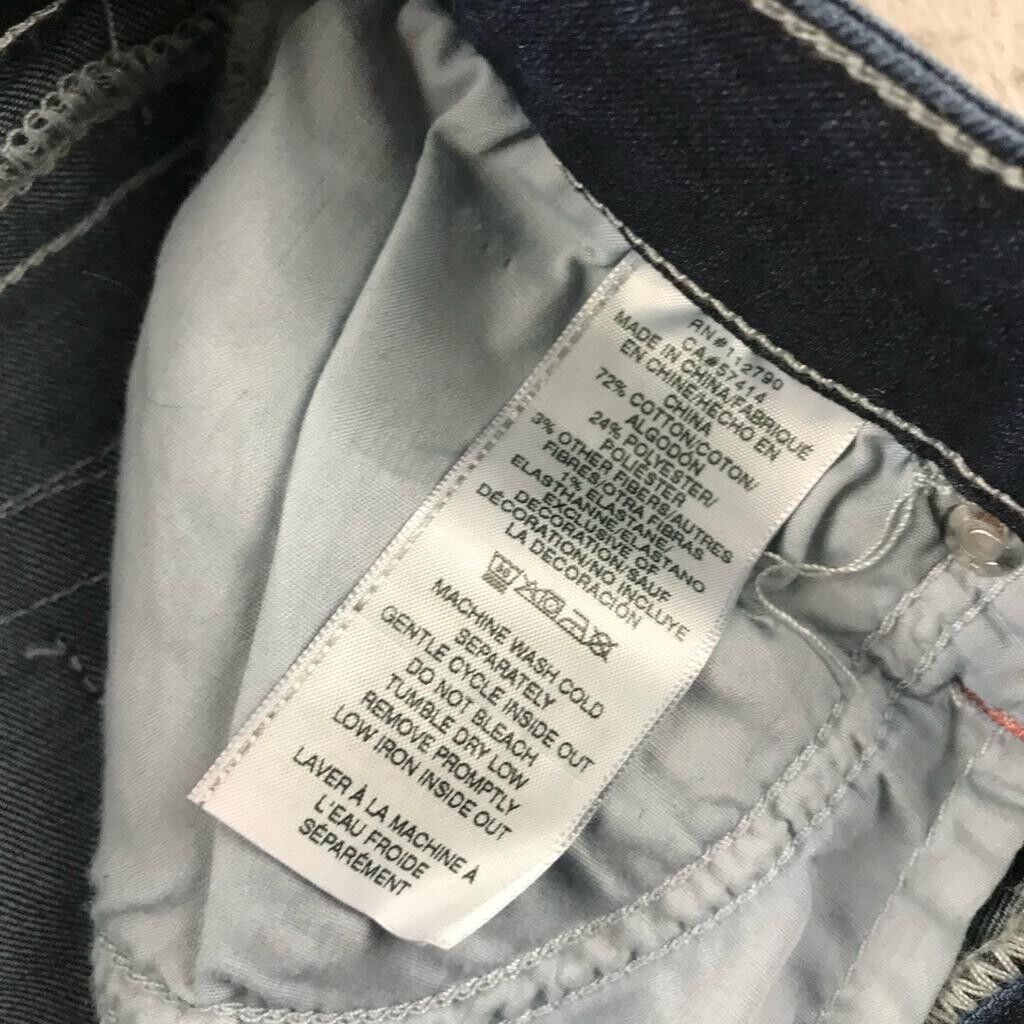 RN#112790
CA#51414
MADE IN CHINA/FABRIQUÉ
EN CHINE/HECHO EN
CHINA
72% COTTON/COTON/
ALGODÓN
24% POLYESTER/
POLIÉSTER
3% OTHER FIBERS/AUTRES
FIBRES/OTRA FIBRAS
1% ELASTANE/
ELASTHANNE/ELASTANO
EXCLUSIVE OF
DECORATION/SAUF
DÉCORATION/NO INCLUYE
LA DECORACIÓN
MACHINE WASH COLD
SEPARATELY
GENTLE CYCLE INSIDE OUT
DO NOT BLEACH
TUMBLE DRY LOW
REMOVE PROMPTLY
LOW IRON INSIDE OUT
LAVER À LA MACHINE À
L'EAU FROIDE
SÉPARÉMENT